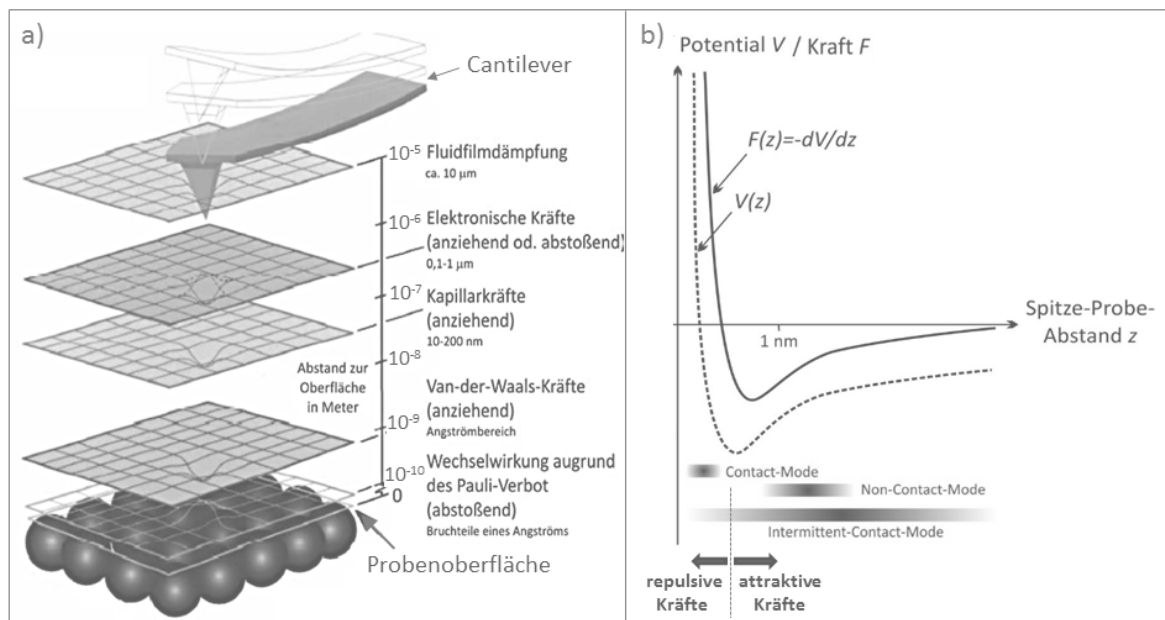 a)
Cantilever
10⁻⁵ Fluidfilmdämpfung
ca. 10 µm
10⁻⁶ Elektronische Kräfte
(anziehend od. abstoßend)
0,1-1 µm
10⁻⁷ Kapillarkräfte
(anziehend)
10-200 nm
10⁻⁸
Abstand zur
Oberfläche
in Meter
Van-der-Waals-Kräfte
(anziehend)
10⁻⁹ Angströmbereich
10⁻¹⁰ Wechselwirkung augrund
0 des Pauli-Verbot
(abstoßend)
Bruchteile eines Angströms
Probenoberfläche
b)
Potential V / Kraft F
F(z)=-dV/dz
V(z)
1 nm
Spitze-Probe-
Abstand z
Contact-Mode
Non-Contact-Mode
Intermittent-Contact-Mode
repulsive
Kräfte
attraktive
Kräfte